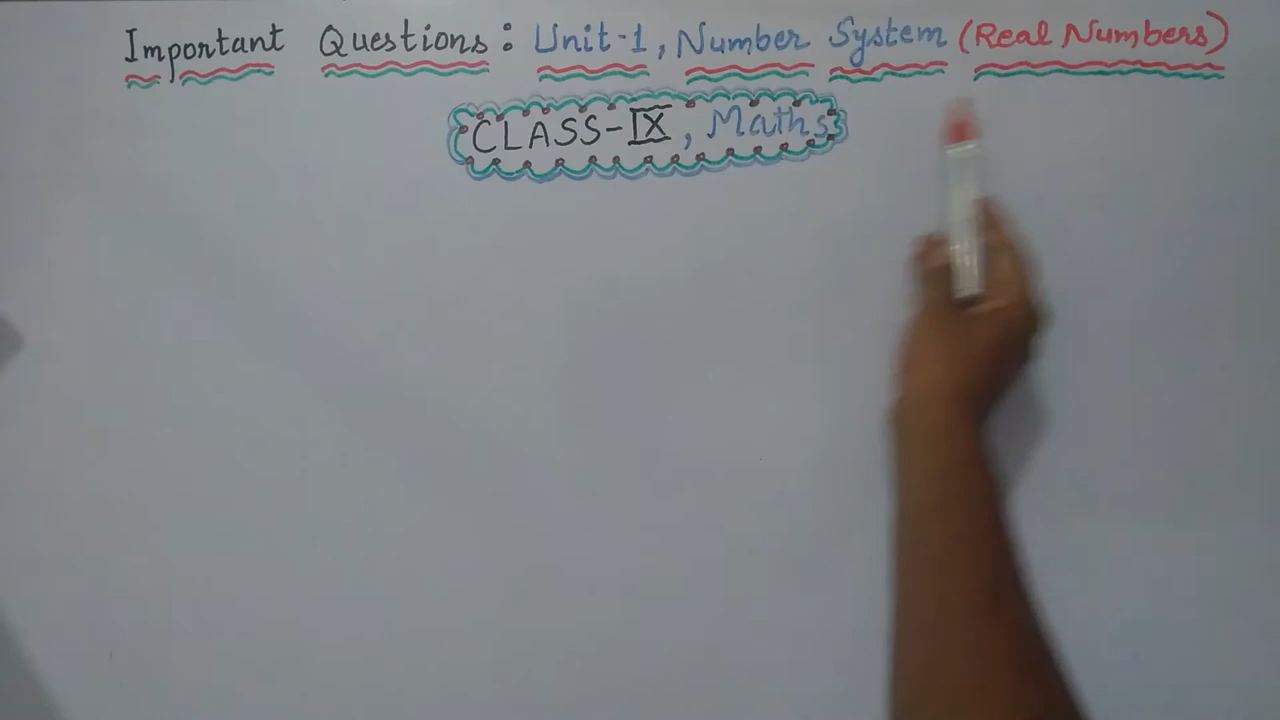 Important Questions: Unit-1, Number System (Real Numbers)
CLASS-IX, Maths